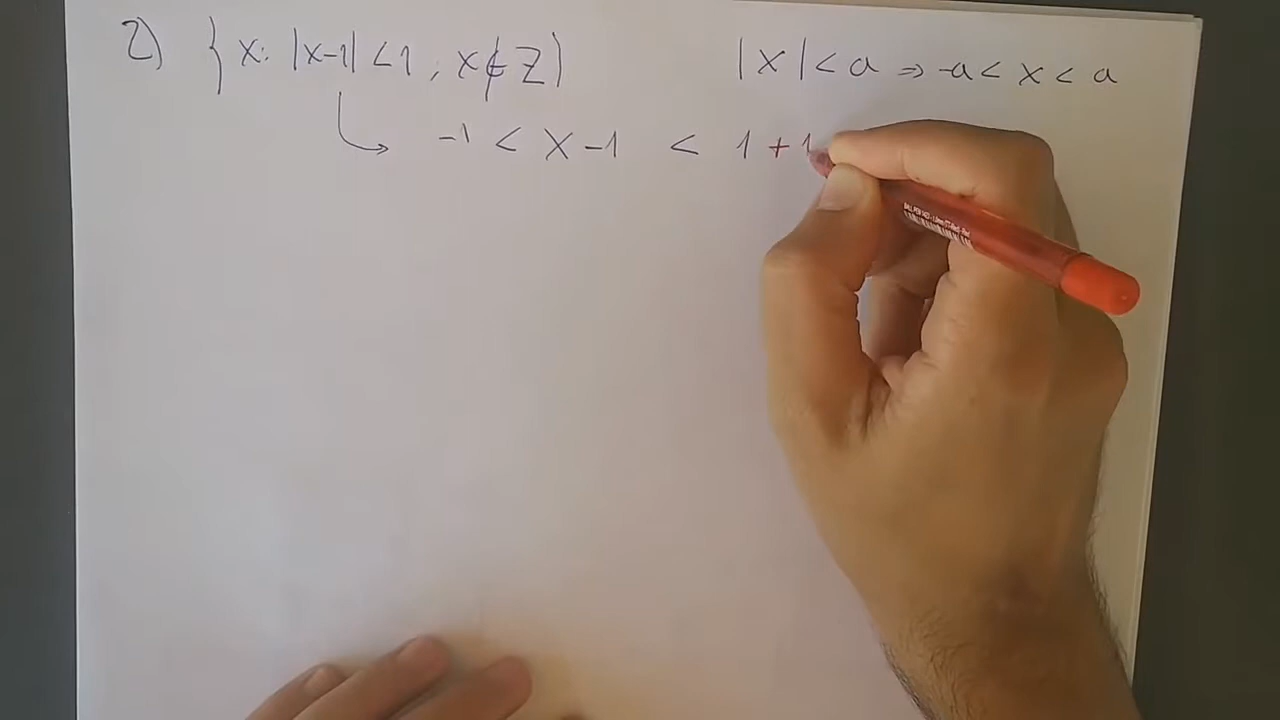 2) { x: |x-1| < 1, x∉Z }
|x| < a ⇒ -a < x < a
-1 < x - 1 < 1 + 1